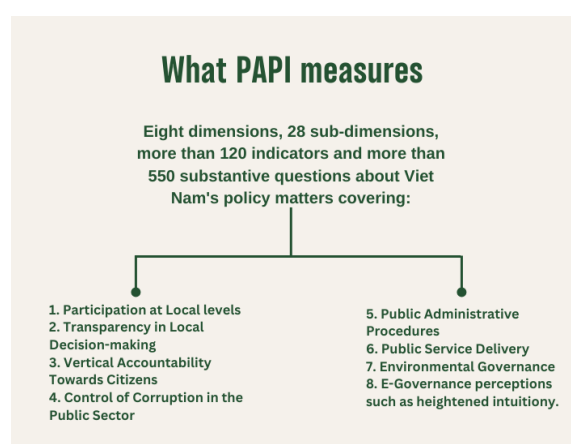 What PAPI measures
Eight dimensions, 28 sub-dimensions,
more than 120 indicators and more than
550 substantive questions about Viet
Nam's policy matters covering:
1. Participation at Local levels
2. Transparency in Local
Decision-making
3. Vertical Accountability
Towards Citizens
4. Control of Corruption in the
Public Sector
5. Public Administrative
Procedures
6. Public Service Delivery
7. Environmental Governance
8. E-Governance perceptions
such as heightened intuitiony.